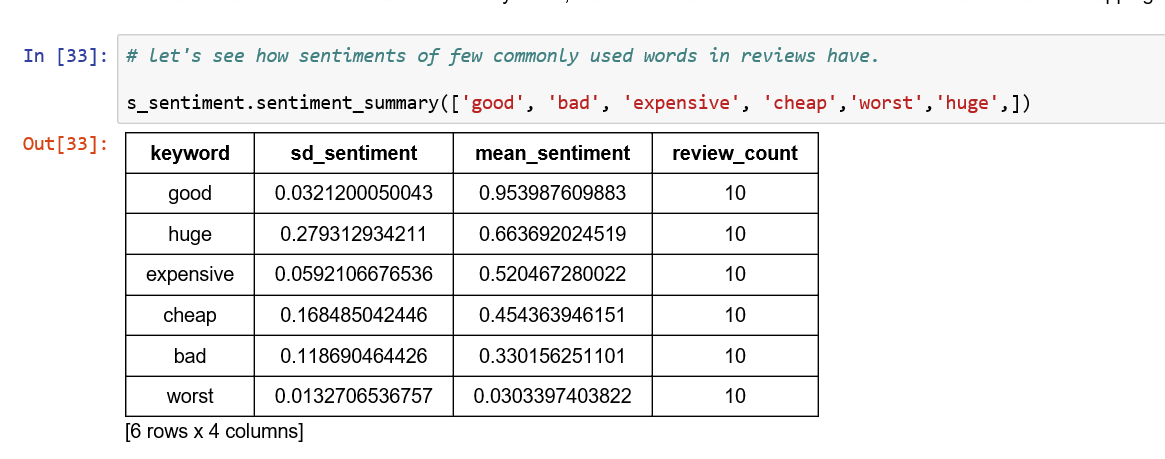 In [33]: # let's see how sentiments of few commonly used words in reviews have.
s_sentiment.sentiment_summary(['good', 'bad', 'expensive', 'cheap','worst','huge',])
Out[33]:
keyword sd_sentiment mean_sentiment review_count
good 0.0321200050043 0.953987609883 10
huge 0.279312934211 0.663692024519 10
expensive 0.0592106676536 0.520467280022 10
cheap 0.168485042446 0.454363946151 10
bad 0.118690464426 0.330156251101 10
worst 0.0132706536757 0.0303397403822 10
[6 rows x 4 columns]